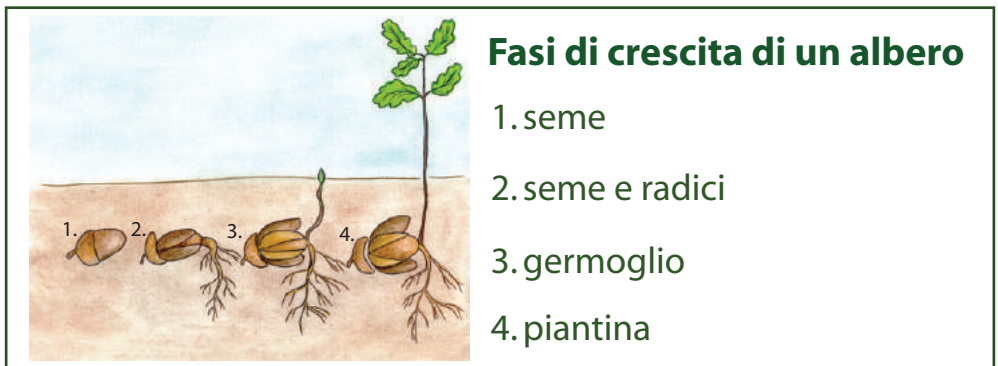 Fasi di crescita di un albero
1. seme
2. seme e radici
3. germoglio
4. piantina
1.
2.
3.
4.